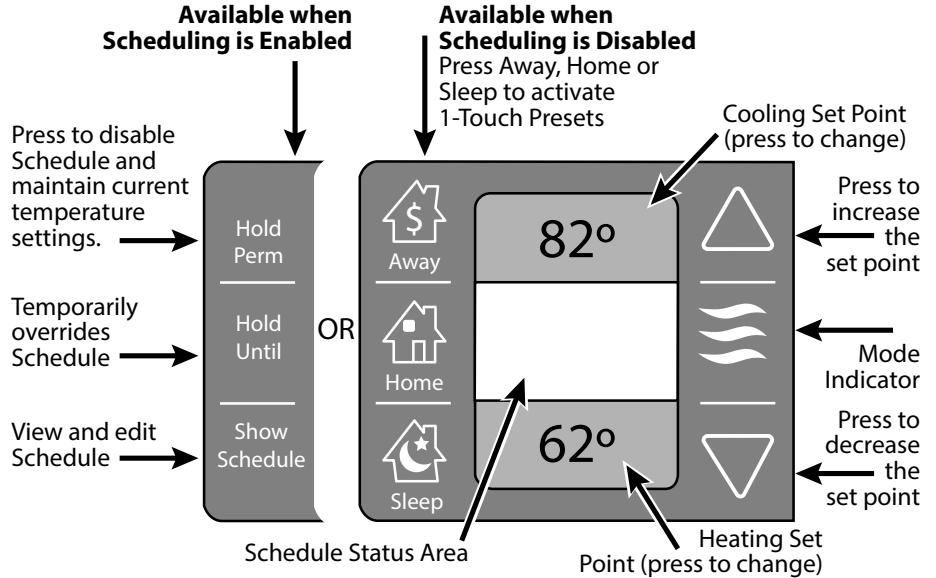 Available when
Scheduling is Enabled
Available when
Scheduling is Disabled
Press Away, Home or
Sleep to activate
1-Touch Presets
Cooling Set Point
(press to change)
Press to disable
Schedule and
maintain current
temperature
settings.
Temporarily
overrides
Schedule
View and edit
Schedule
Hold
Perm
Hold
Until
Show
Schedule
OR
$
Away
Home
Sleep
82º
62º
Press to
increase
the
set point
Mode
Indicator
Press to
decrease
the
set point
Schedule Status Area
Heating Set
Point (press to change)